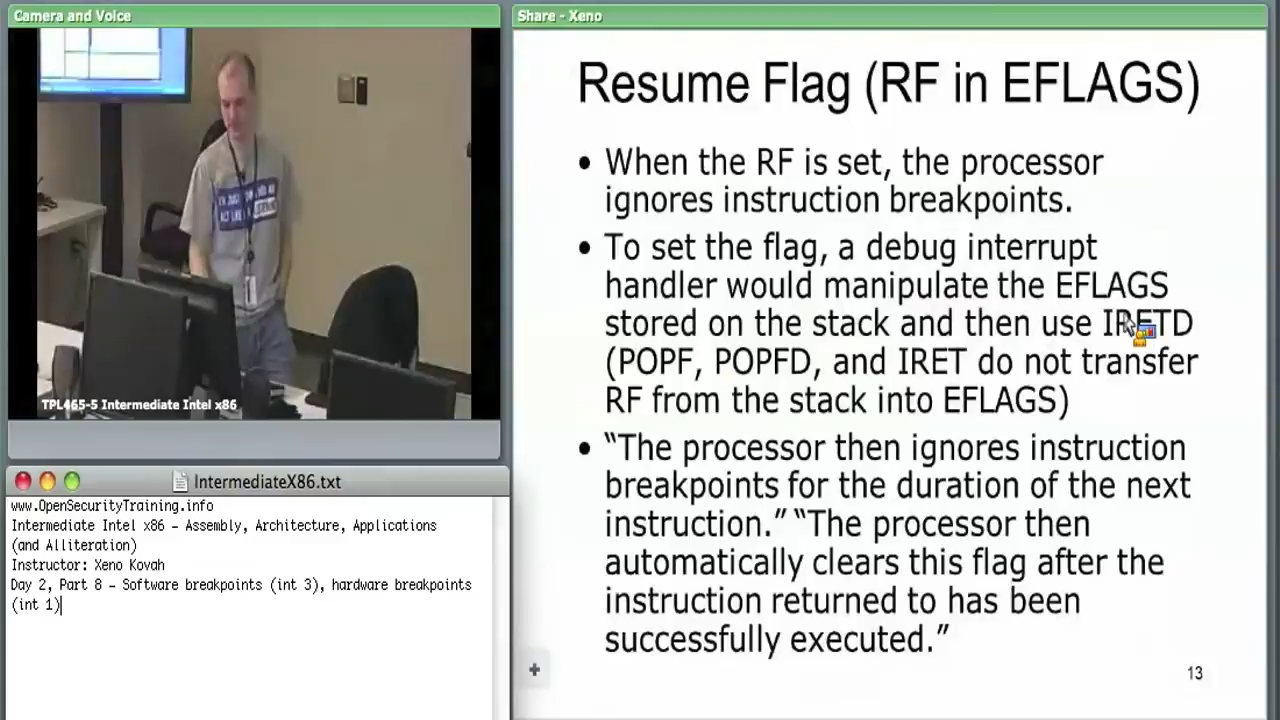 Camera and Voice
TPL465-5 Intermediate Intel x86
IntermediateX86.txt
www.OpenSecurityTraining.info
Intermediate Intel x86 – Assembly, Architecture, Applications
(and Alliteration)
Instructor: Xeno Kovah
Day 2, Part 8 – Software breakpoints (int 3), hardware breakpoints
(int 1)
Share - Xeno
Resume Flag (RF in EFLAGS)
• When the RF is set, the processor
ignores instruction breakpoints.
• To set the flag, a debug interrupt
handler would manipulate the EFLAGS
stored on the stack and then use IRETD
(POPF, POPFD, and IRET do not transfer
RF from the stack into EFLAGS)
• “The processor then ignores instruction
breakpoints for the duration of the next
instruction.” “The processor then
automatically clears this flag after the
instruction returned to has been
successfully executed.”
13